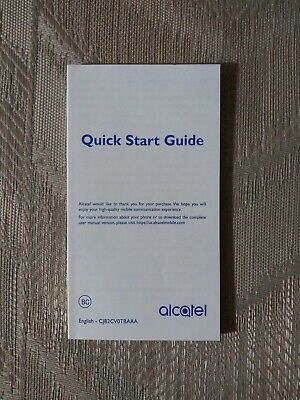 Quick Start Guide
Alcatel would like to thank you for your purchase. We hope you will
enjoy your high-quality mobile communication experience.
For more information about your phone or to download the complete
user manual version, please visit https://us.alcatelmobile.com
BC
alcatel
English - CJB2CV0TBAAA